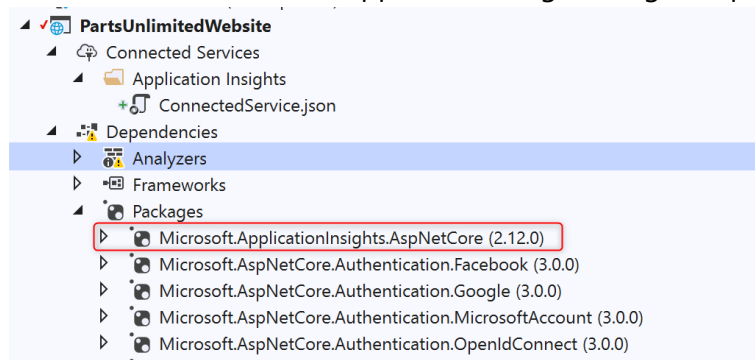 PartsUnlimitedWebsite
Connected Services
Application Insights
ConnectedService.json
Dependencies
Analyzers
Frameworks
Packages
Microsoft.ApplicationInsights.AspNetCore (2.12.0)
Microsoft.AspNetCore.Authentication.Facebook (3.0.0)
Microsoft.AspNetCore.Authentication.Google (3.0.0)
Microsoft.AspNetCore.Authentication.MicrosoftAccount (3.0.0)
Microsoft.AspNetCore.Authentication.OpenIdConnect (3.0.0)